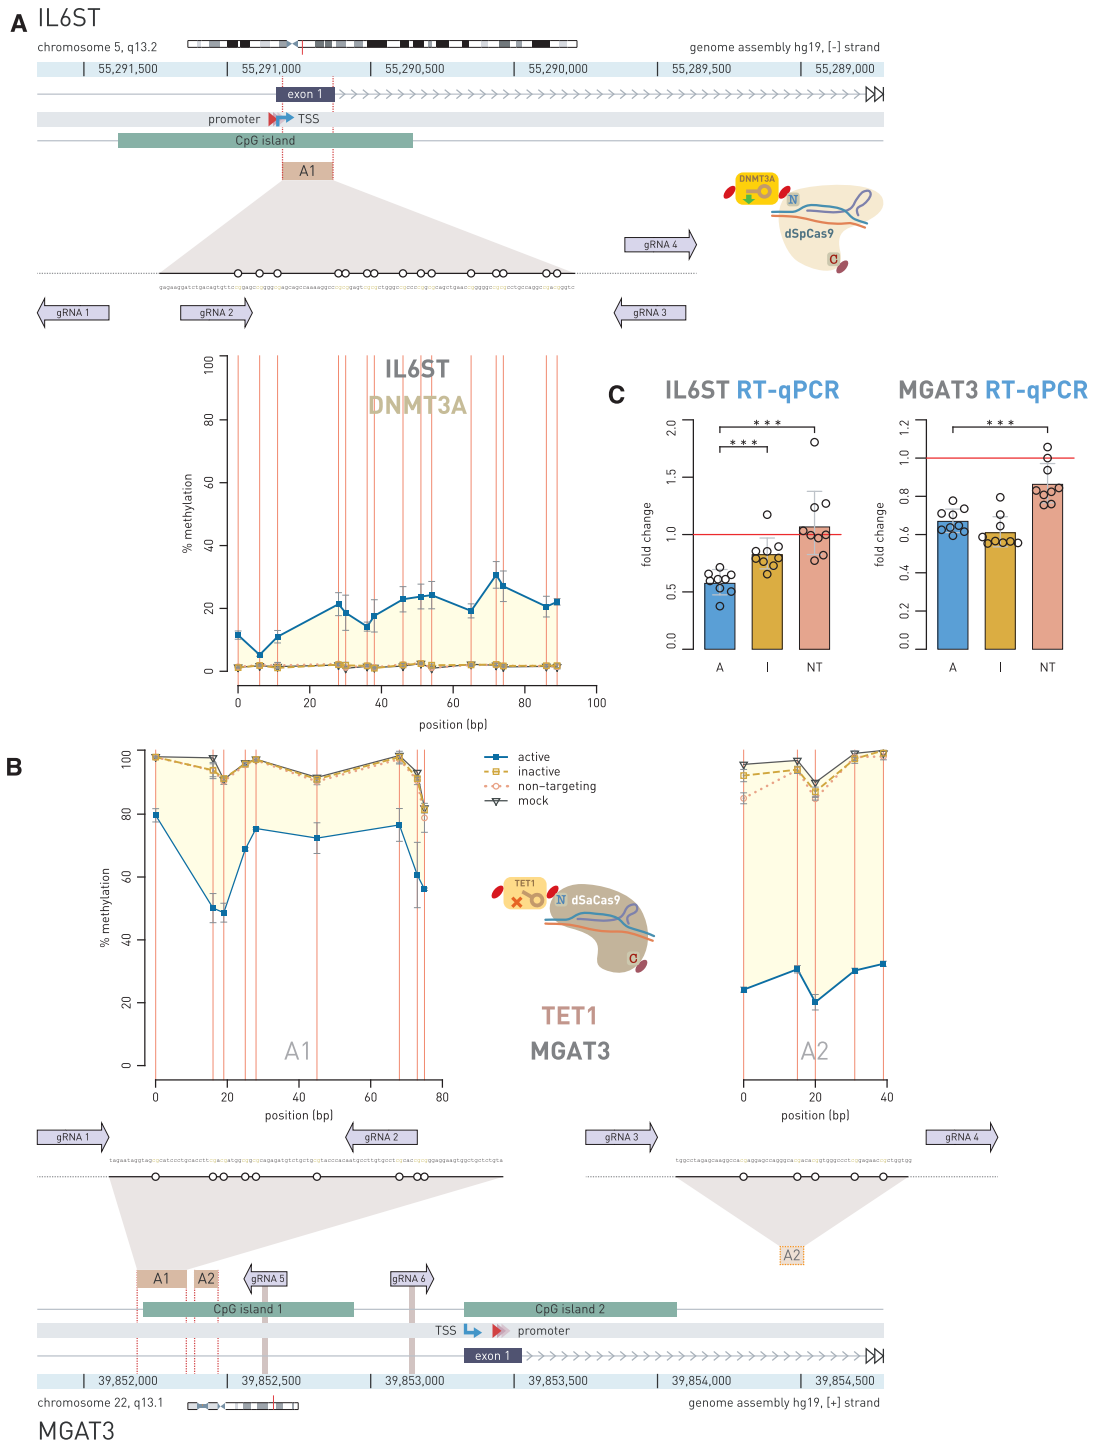 A IL6ST
chromosome 5, q13.2
genome assembly hg19, [-] strand
55,291,500 55,291,000 55,290,500 55,290,000 55,289,500 55,289,000
exon 1
promoter TSS
CpG island
A1
DNMT3A
N
dSpCas9
C
gRNA 4
gRNA 1 gRNA 2 gRNA 3
IL6ST
DNMT3A
% methylation
0 20 40 60 80 100
0 20 40 60 80 100
position (bp)
C
IL6ST RT-qPCR
fold change
0.0 0.5 1.0 1.5 2.0
* * *
* * *
A I NT
MGAT3 RT-qPCR
fold change
0.0 0.2 0.4 0.6 0.8 1.0 1.2
* * *
A I NT
B
% methylation
0 20 40 60 80 100
A1
0 20 40 60 80
position (bp)
active
inactive
non-targeting
mock
TET1
N
dSaCas9
C
TET1
MGAT3
A2
0 20 40
position (bp)
gRNA 1 gRNA 2 gRNA 3 gRNA 4
A2
A1 A2 gRNA 5 gRNA 6
CpG island 1 CpG island 2
TSS promoter
exon 1
39,852,000 39,852,500 39,853,000 39,853,500 39,854,000 39,854,500
chromosome 22, q13.1
genome assembly hg19, [+] strand
MGAT3